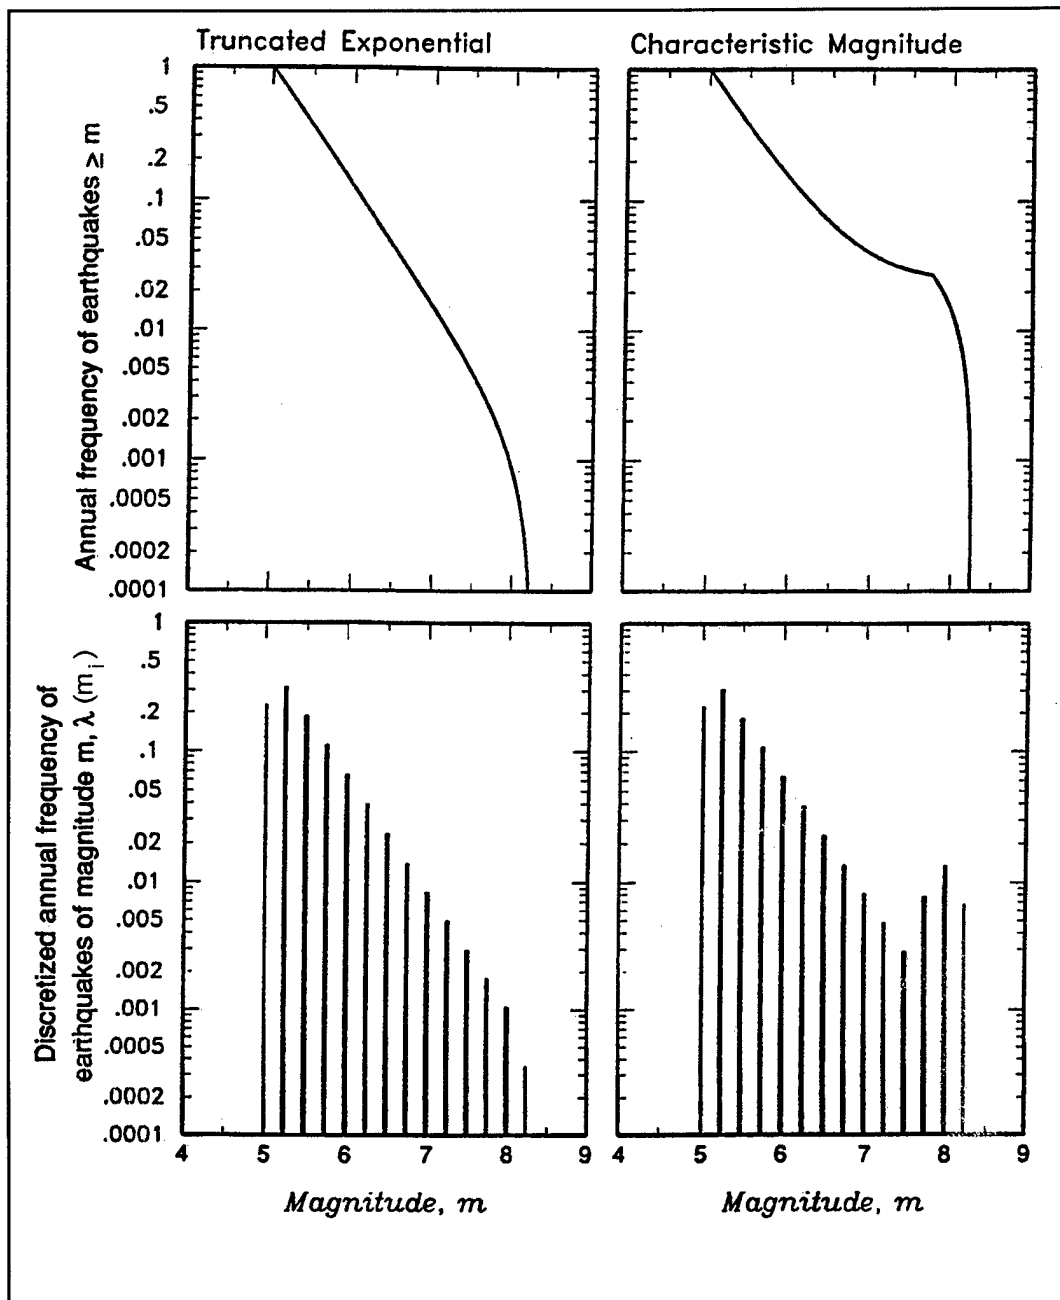 Truncated Exponential
Characteristic Magnitude
Annual frequency of earthquakes ≥ m
1
.5
.2
.1
.05
.02
.01
.005
.002
.001
.0005
.0002
.0001
Discretized annual frequency of
earthquakes of magnitude m, λ (m_i)
1
.5
.2
.1
.05
.02
.01
.005
.002
.001
.0005
.0002
.0001
4 5 6 7 8 9
4 5 6 7 8 9
Magnitude, m
Magnitude, m